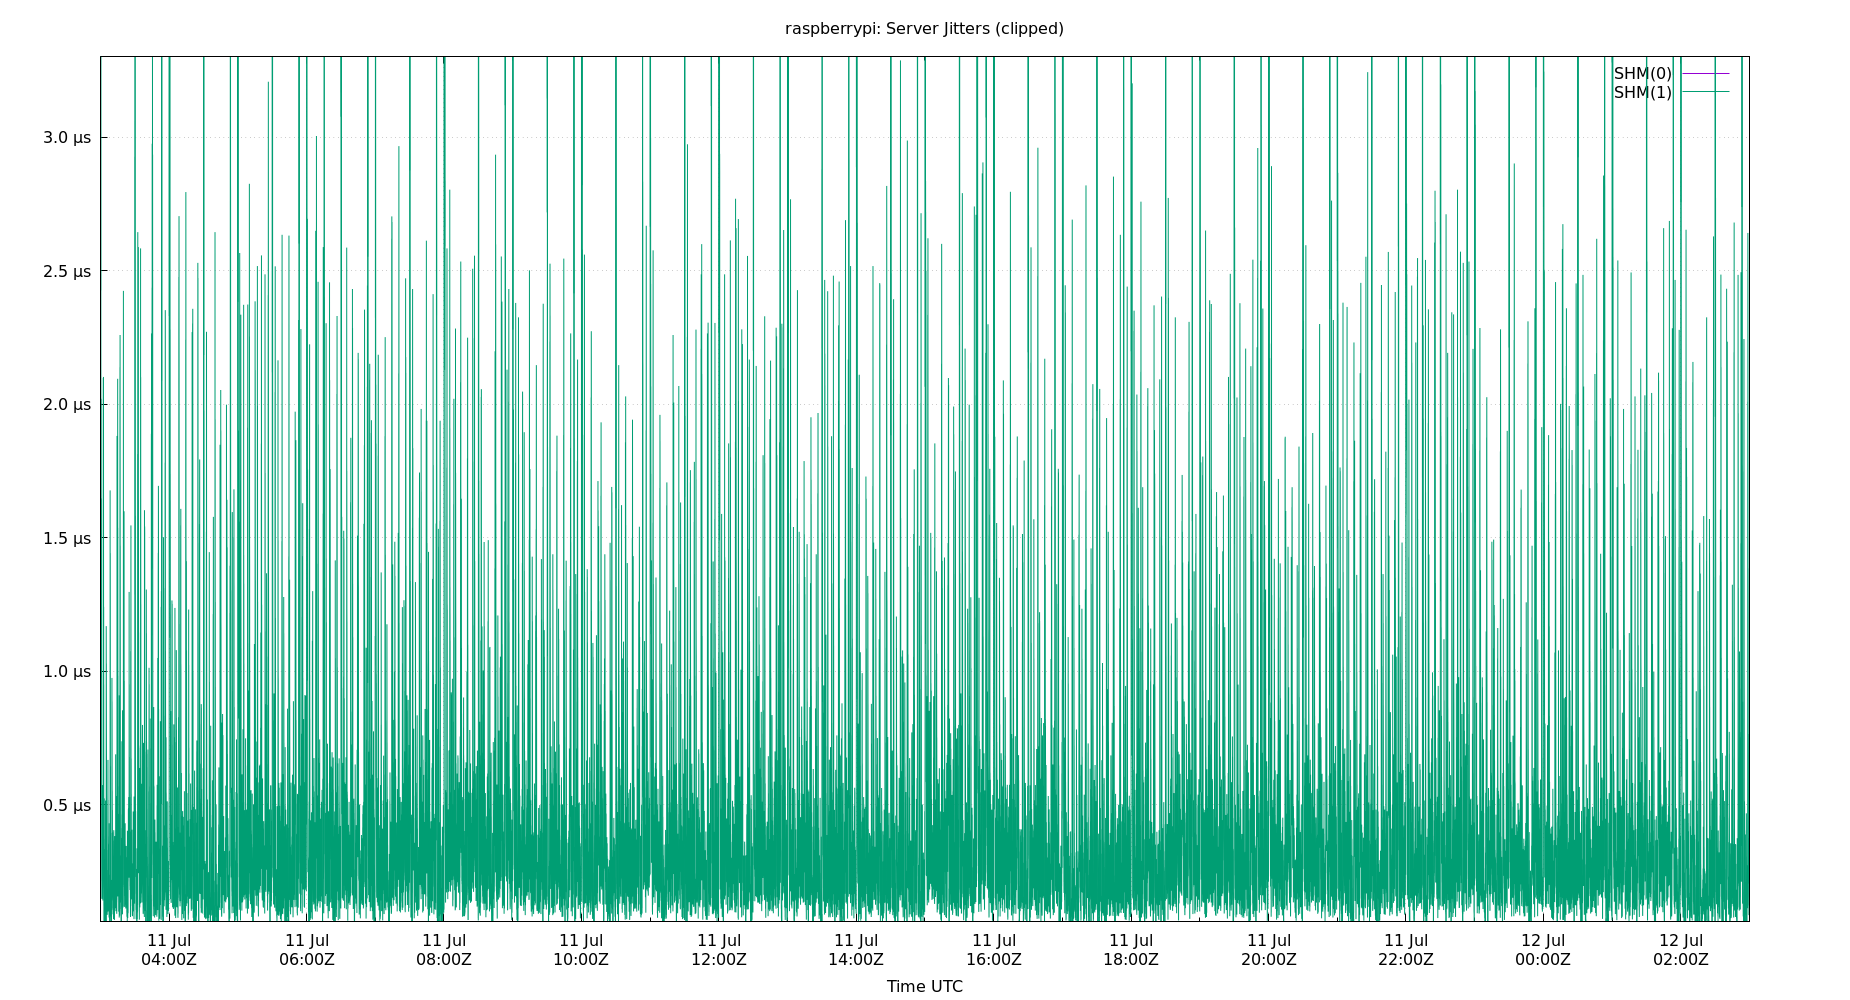 raspberrypi: Server Jitters (clipped)
SHM(0)
SHM(1)
3.0 µs
2.5 µs
2.0 µs
1.5 µs
1.0 µs
0.5 µs
11 Jul 11 Jul 11 Jul 11 Jul 11 Jul 11 Jul 11 Jul 11 Jul 11 Jul 11 Jul 12 Jul 12 Jul
04:00Z 06:00Z 08:00Z 10:00Z 12:00Z 14:00Z 16:00Z 18:00Z 20:00Z 22:00Z 00:00Z 02:00Z
Time UTC